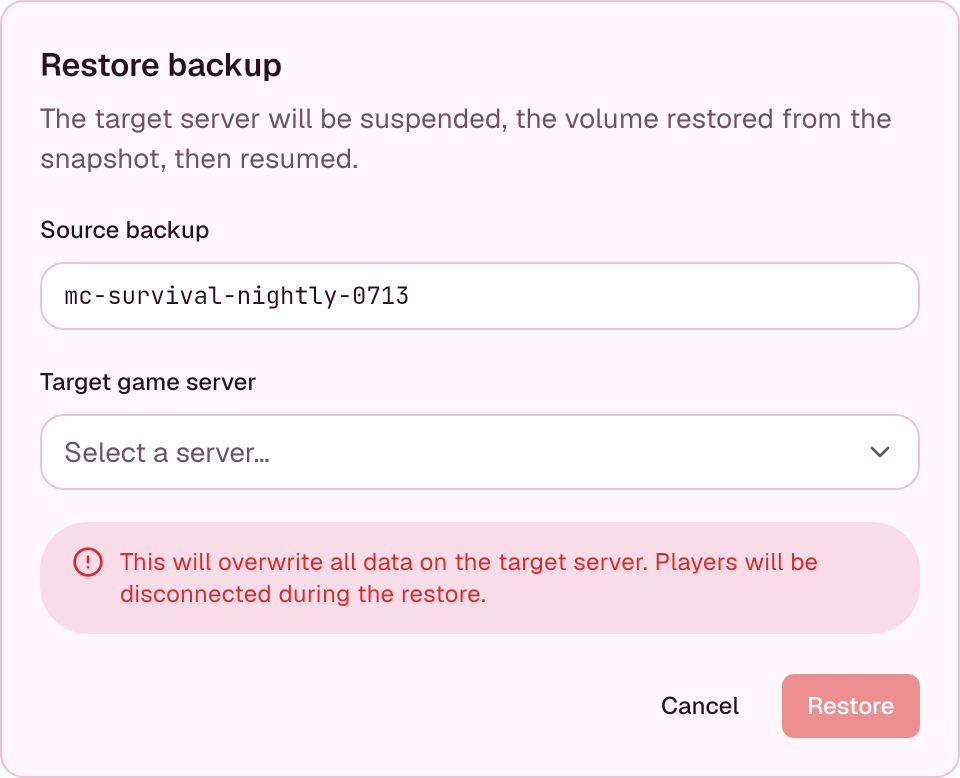 Restore backup
The target server will be suspended, the volume restored from the
snapshot, then resumed.
Source backup
mc-survival-nightly-0713
Target game server
Select a server…
This will overwrite all data on the target server. Players will be
disconnected during the restore.
Cancel
Restore